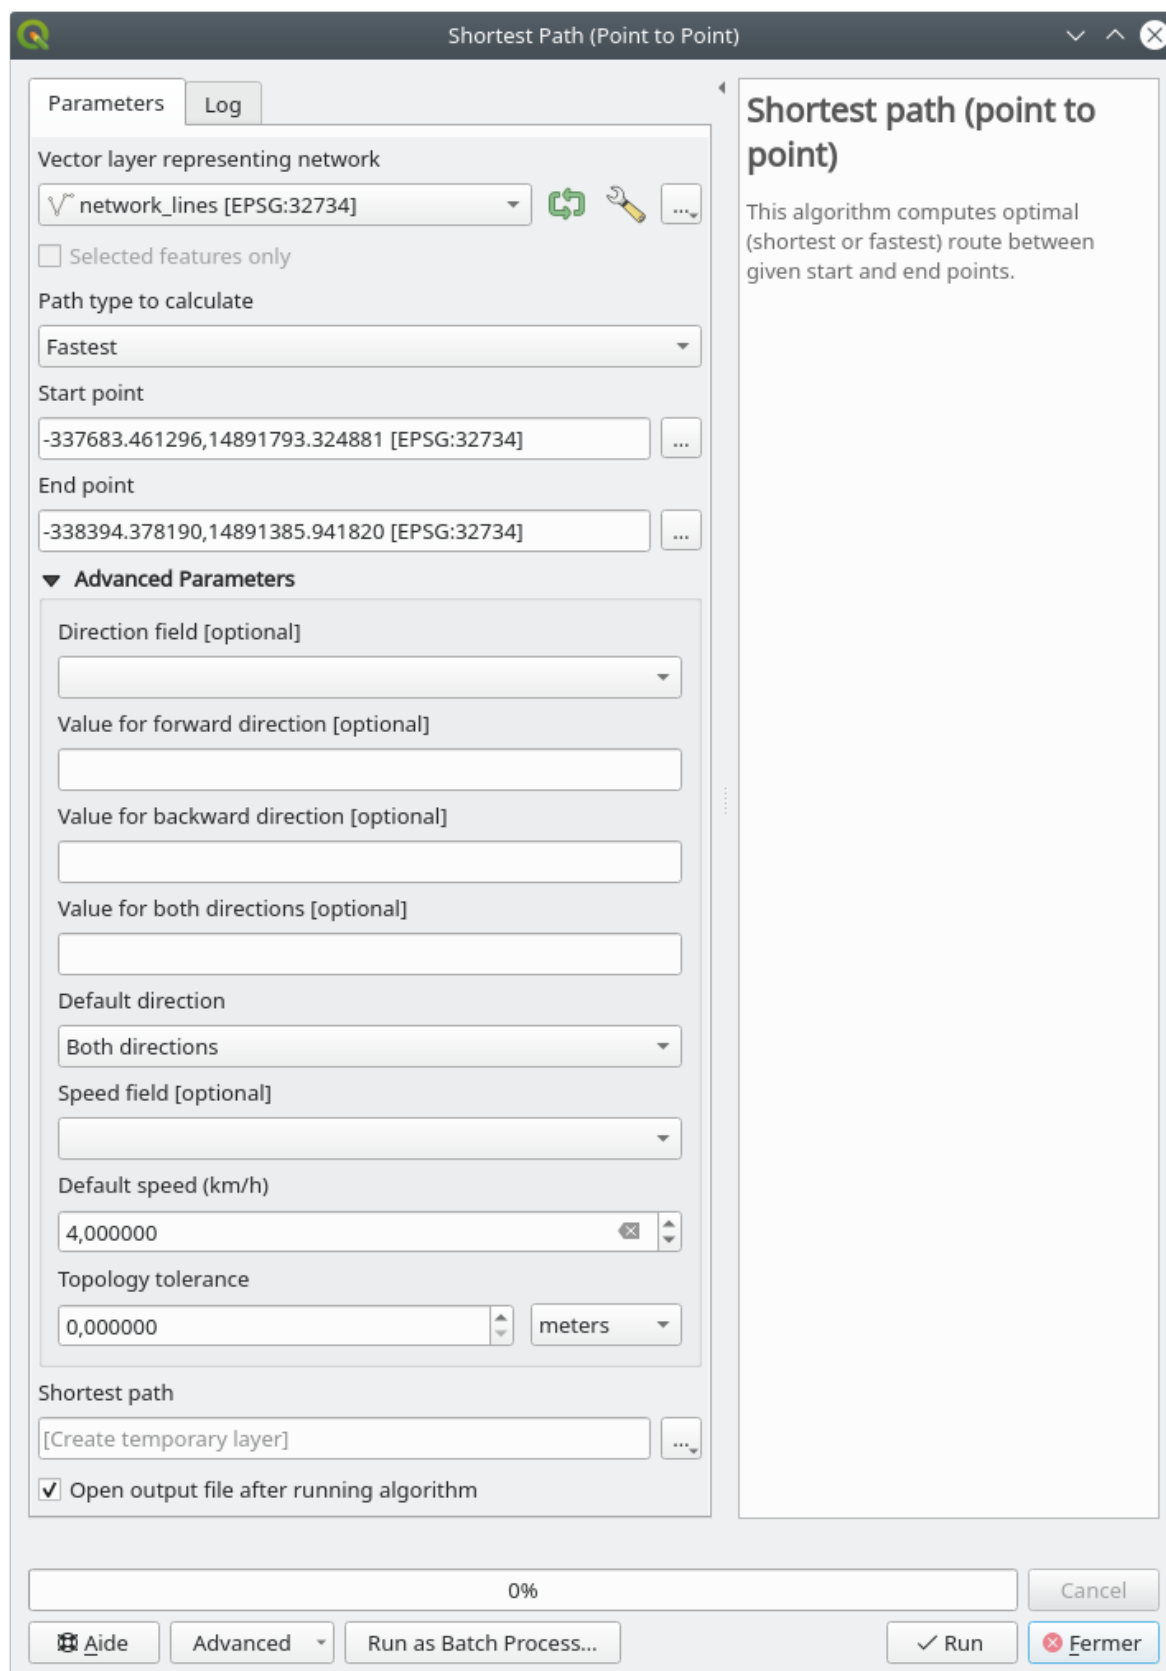 Shortest Path (Point to Point)
Parameters
Log
Vector layer representing network
network_lines [EPSG:32734]
...
Selected features only
Path type to calculate
Fastest
Start point
-337683.461296,14891793.324881 [EPSG:32734]
...
End point
-338394.378190,14891385.941820 [EPSG:32734]
...
Advanced Parameters
Direction field [optional]
Value for forward direction [optional]
Value for backward direction [optional]
Value for both directions [optional]
Default direction
Both directions
Speed field [optional]
Default speed (km/h)
4,000000
Topology tolerance
0,000000
meters
Shortest path
[Create temporary layer]
...
Open output file after running algorithm
Shortest path (point to
point)
This algorithm computes optimal
(shortest or fastest) route between
given start and end points.
0%
Cancel
Aide
Advanced
Run as Batch Process...
Run
Fermer